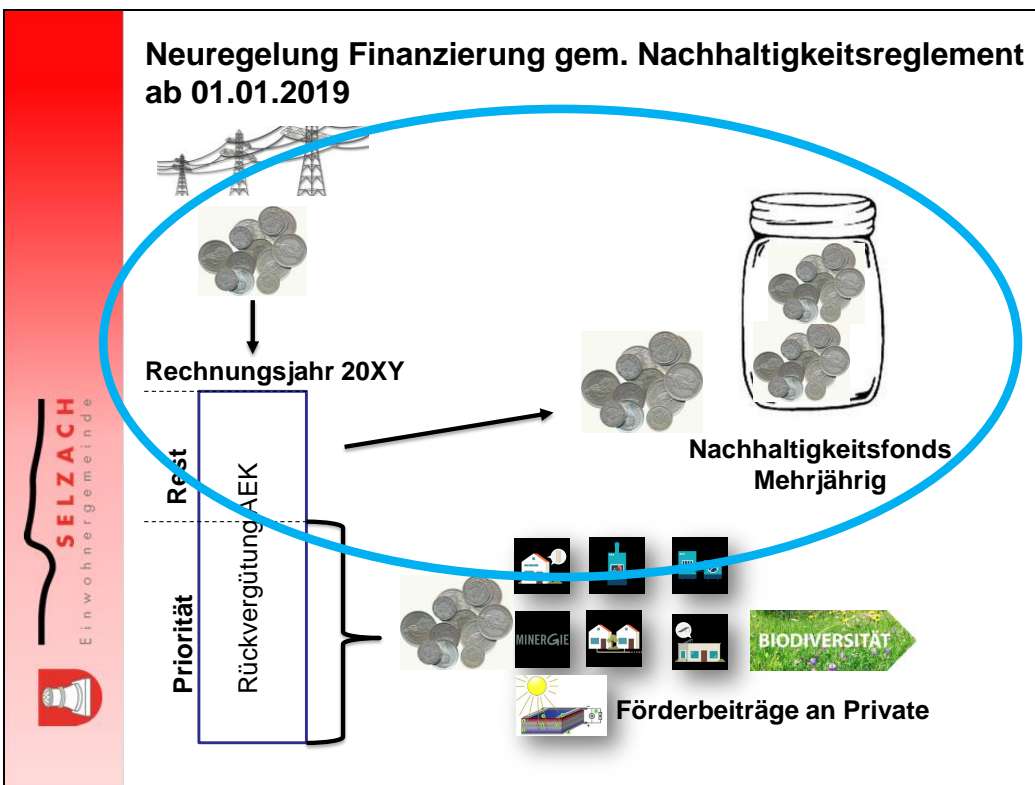 Neuregelung Finanzierung gem. Nachhaltigkeitsreglement
ab 01.01.2019
Rechnungsjahr 20XY
Rest
Priorität
Rückvergütung AEK
Nachhaltigkeitsfonds
Mehrjährig
MINERGIE
BIODIVERSITÄT
Förderbeiträge an Private
SELZACH
Einwohnergemeinde